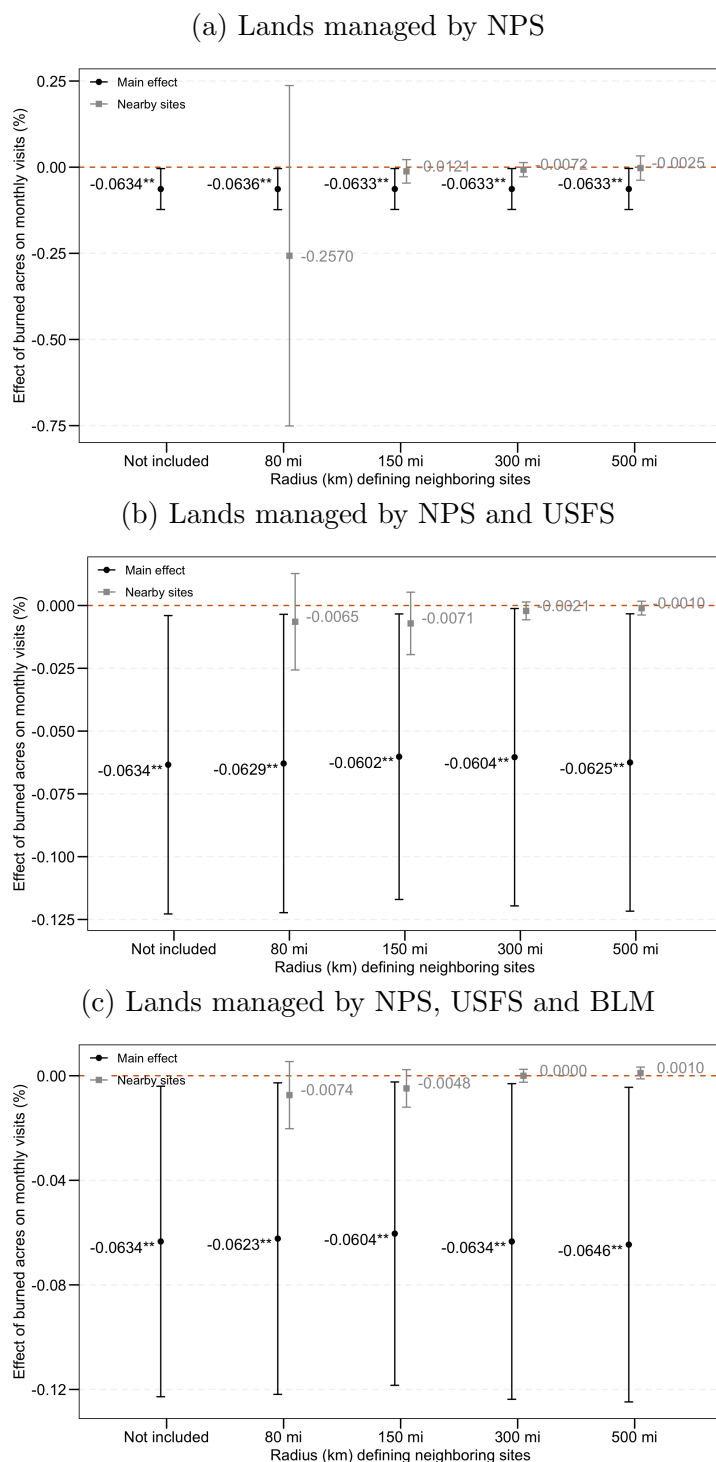 (a) Lands managed by NPS
Effect of burned acres on monthly visits (%)
0.25
0.00
-0.25
-0.50
-0.75
Main effect
Nearby sites
-0.0634**
-0.0636**
-0.2570
-0.0633**
-0.0121
-0.0633**
-0.0072
-0.0633**
-0.0025
Not included
80 mi
150 mi
300 mi
500 mi
Radius (km) defining neighboring sites
(b) Lands managed by NPS and USFS
Effect of burned acres on monthly visits (%)
0.000
-0.025
-0.050
-0.075
-0.100
-0.125
Main effect
Nearby sites
-0.0634**
-0.0629**
-0.0065
-0.0602**
-0.0071
-0.0604**
-0.0021
-0.0625**
-0.0010
Not included
80 mi
150 mi
300 mi
500 mi
Radius (km) defining neighboring sites
(c) Lands managed by NPS, USFS and BLM
Effect of burned acres on monthly visits (%)
0.00
-0.04
-0.08
-0.12
Main effect
Nearby sites
-0.0634**
-0.0623**
-0.0074
-0.0604**
-0.0048
-0.0634**
0.0000
-0.0646**
0.0010
Not included
80 mi
150 mi
300 mi
500 mi
Radius (km) defining neighboring sites